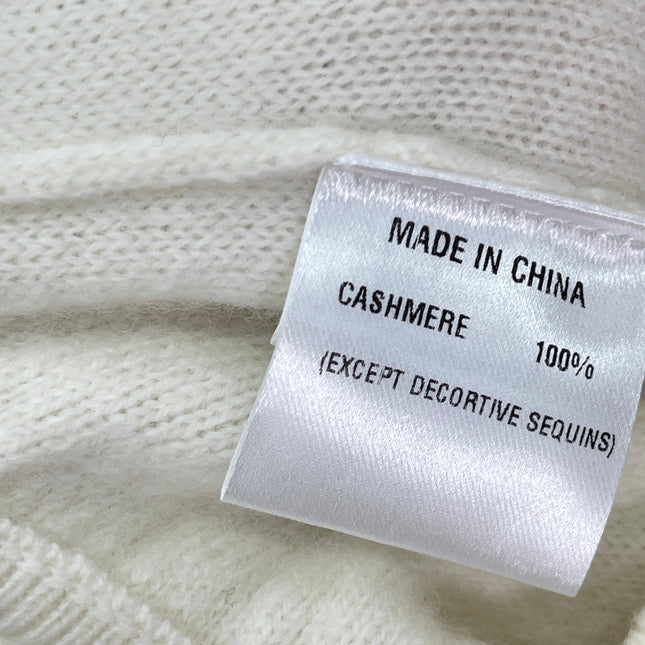 MADE IN CHINA
CASHMERE 100%
(EXCEPT DECORTIVE SEQUINS)